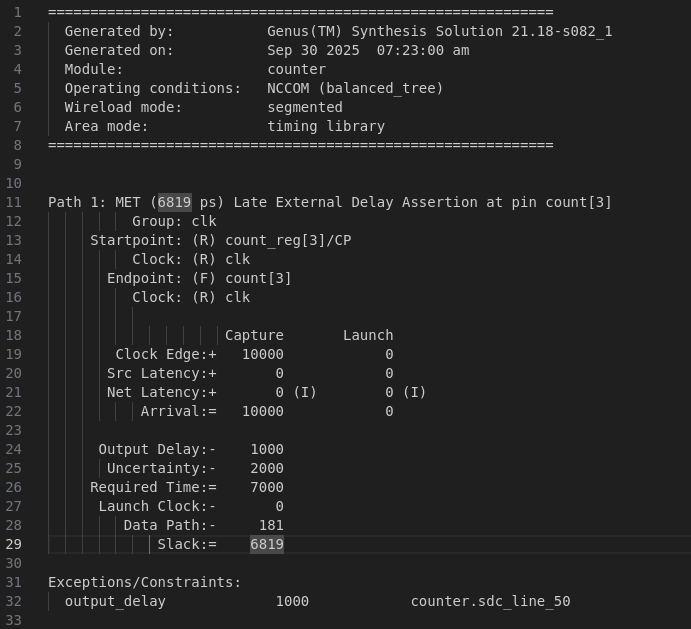 1 ============================================================
2 Generated by: Genus(TM) Synthesis Solution 21.18-s082_1
3 Generated on: Sep 30 2025 07:23:00 am
4 Module: counter
5 Operating conditions: NCCOM (balanced_tree)
6 Wireload mode: segmented
7 Area mode: timing library
8 ============================================================
9
10
11 Path 1: MET (6819 ps) Late External Delay Assertion at pin count[3]
12 Group: clk
13 Startpoint: (R) count_reg[3]/CP
14 Clock: (R) clk
15 Endpoint: (F) count[3]
16 Clock: (R) clk
17
18 Capture Launch
19 Clock Edge:+ 10000 0
20 Src Latency:+ 0 0
21 Net Latency:+ 0 (I) 0 (I)
22 Arrival:= 10000 0
23
24 Output Delay:- 1000
25 Uncertainty:- 2000
26 Required Time:= 7000
27 Launch Clock:- 0
28 Data Path:- 181
29 Slack:= 6819
30
31 Exceptions/Constraints:
32 output_delay 1000 counter.sdc_line_50
33